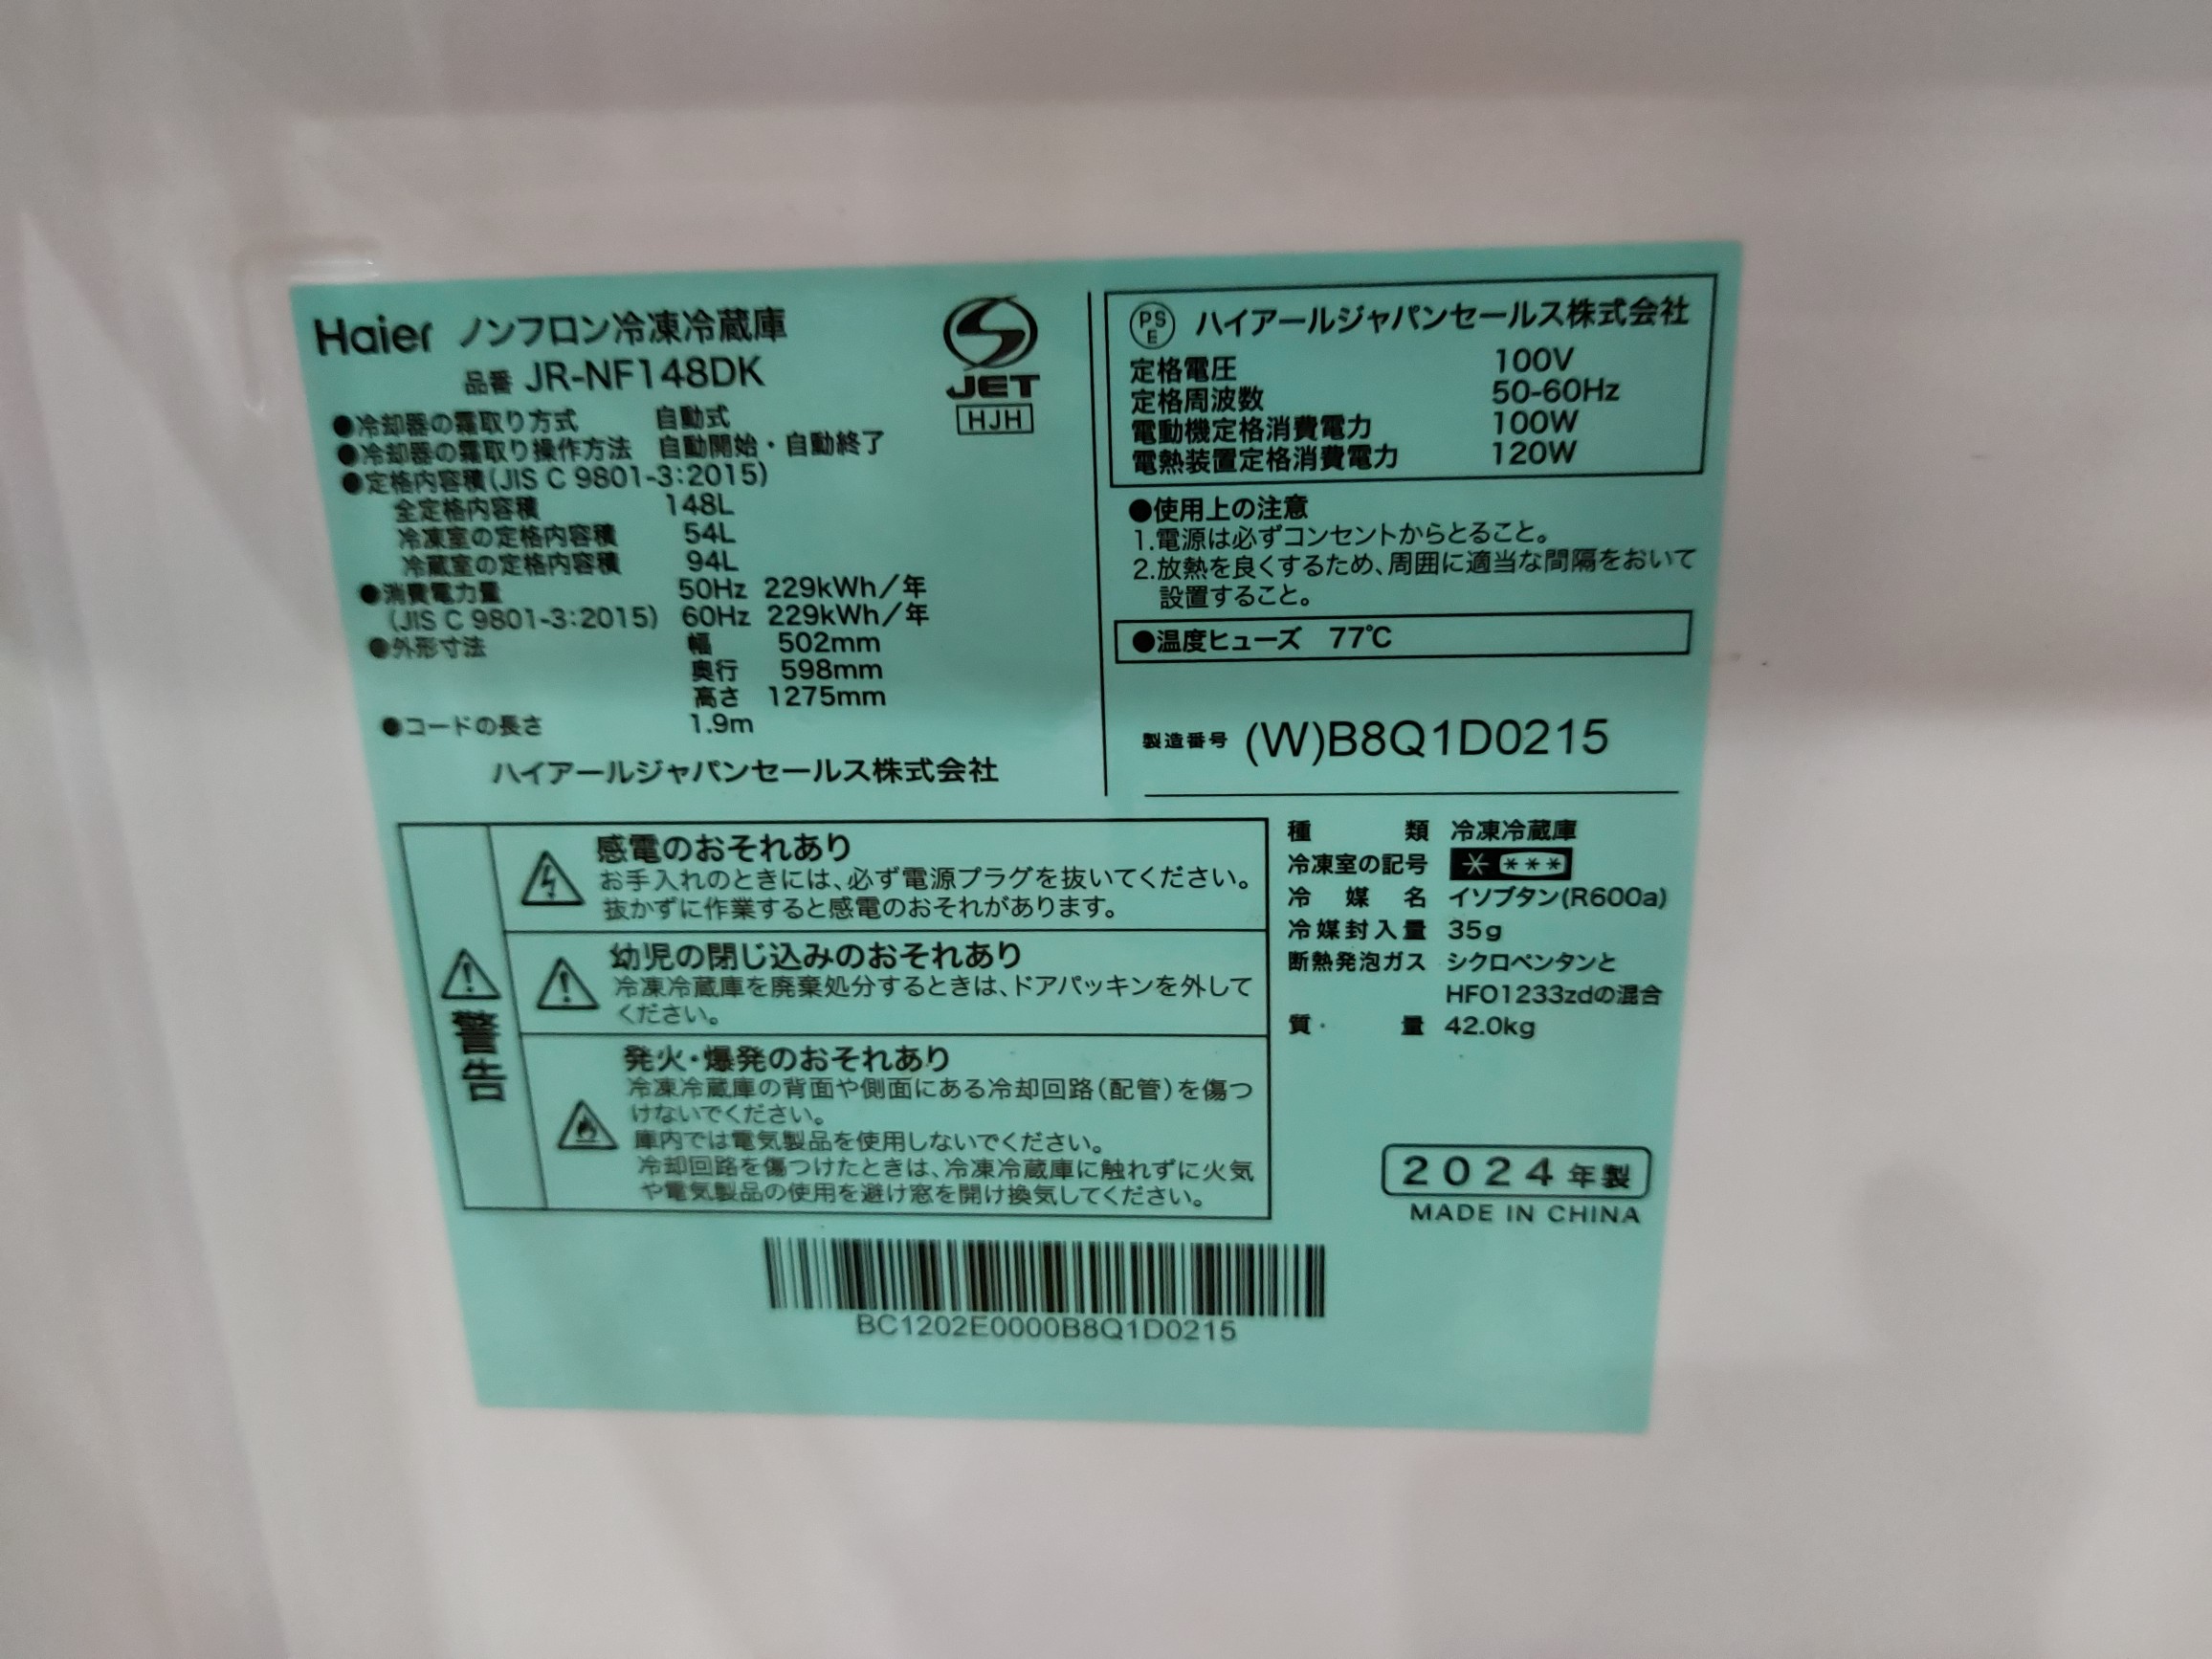 Haier ノンフロン冷凍冷蔵庫
品番 JR-NF148DK
JET
HJH
●冷却器の霜取り方式 自動式
●冷却器の霜取り操作方法 自動開始・自動終了
●定格内容積(JIS C 9801-3:2015)
全定格内容積 148L
冷凍室の定格内容積 54L
冷蔵室の定格内容積 94L
●消費電力量 50Hz 229kWh/年
(JIS C 9801-3:2015) 60Hz 229kWh/年
●外形寸法 幅 502mm
奥行 598mm
高さ 1275mm
●コードの長さ 1.9m
ハイアールジャパンセールス株式会社
PSE ハイアールジャパンセールス株式会社
定格電圧 100V
定格周波数 50-60Hz
電動機定格消費電力 100W
電熱装置定格消費電力 120W
●使用上の注意
1.電源は必ずコンセントからとること。
2.放熱を良くするため、周囲に適当な間隔をおいて
設置すること。
●温度ヒューズ 77℃
製造番号 (W)B8Q1D0215
警告
感電のおそれあり
お手入れのときには、必ず電源プラグを抜いてください。
抜かずに作業すると感電のおそれがあります。
幼児の閉じ込みのおそれあり
冷凍冷蔵庫を廃棄処分するときは、ドアパッキンを外して
ください。
発火・爆発のおそれあり
冷凍冷蔵庫の背面や側面にある冷却回路(配管)を傷つ
けないでください。
庫内では電気製品を使用しないでください。
冷却回路を傷つけたときは、冷凍冷蔵庫に触れずに火気
や電気製品の使用を避け窓を開け換気してください。
種類 冷凍冷蔵庫
冷凍室の記号 * ***
冷媒名 イソブタン(R600a)
冷媒封入量 35g
断熱発泡ガス シクロペンタンと
HFO1233zdの混合
質量 42.0kg
2024年製
MADE IN CHINA
BC1202E0000B8Q1D0215